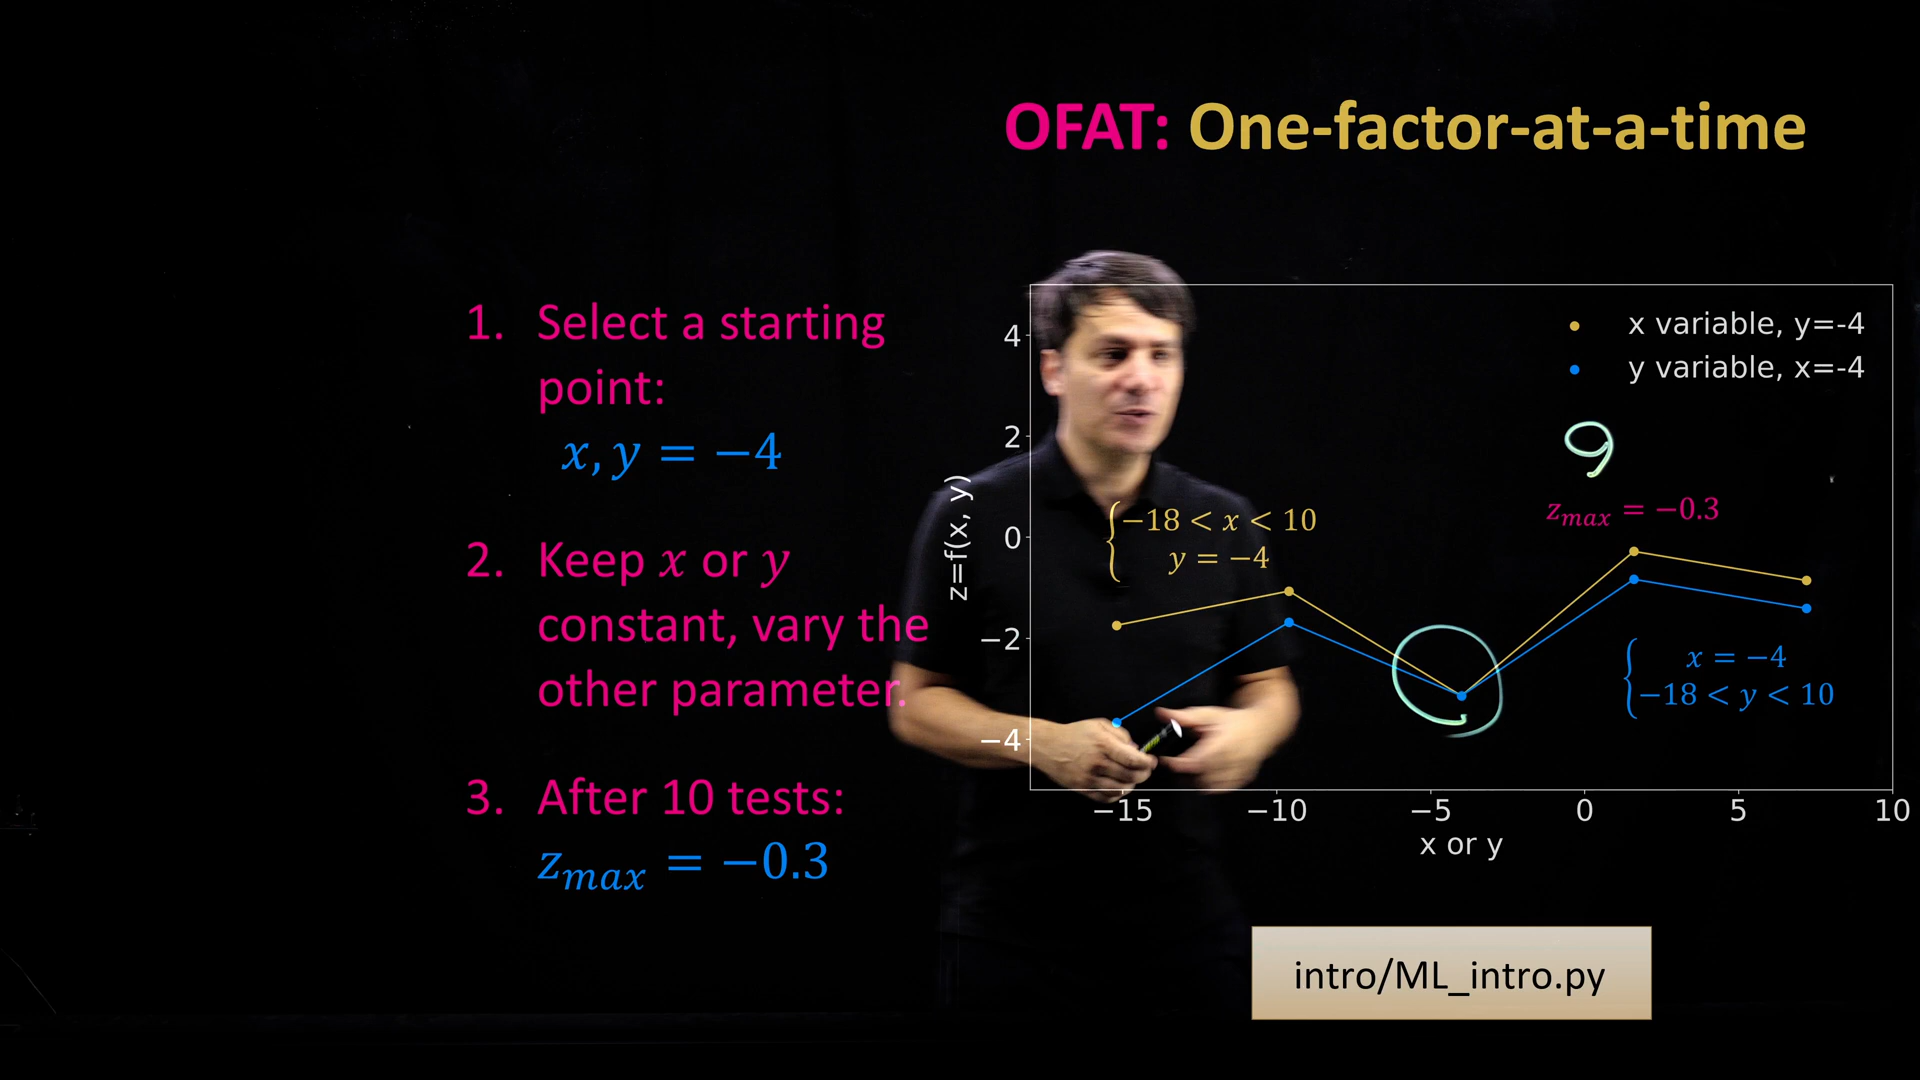 OFAT: One-factor-at-a-time
1. Select a starting
point:
x, y = −4
2. Keep x or y
constant, vary the
other parameter.
3. After 10 tests:
z_max = −0.3
z=f(x, y)
4
2
0
−2
−4
x variable, y=-4
y variable, x=-4
9
z_max = −0.3
−18 < x < 10
y = −4
x = −4
−18 < y < 10
−15 −10 −5 0 5 10
x or y
intro/ML_intro.py